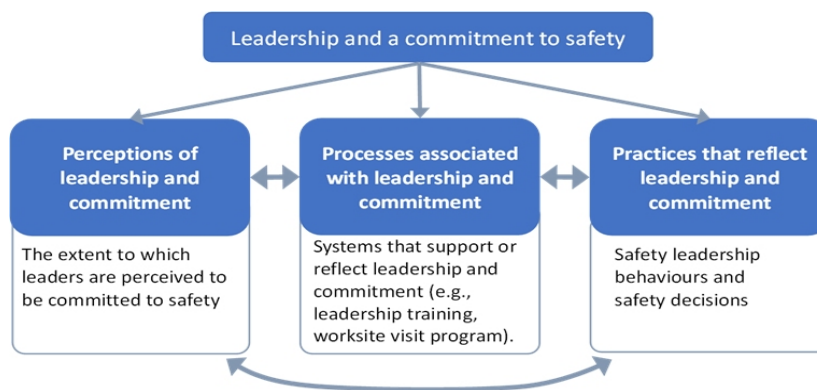 Leadership and a commitment to safety
Perceptions of
leadership and
commitment
The extent to which
leaders are perceived to
be committed to safety
Processes associated
with leadership and
commitment
Systems that support or
reflect leadership and
commitment (e.g.,
leadership training,
worksite visit program).
Practices that reflect
leadership and
commitment
Safety leadership
behaviours and
safety decisions